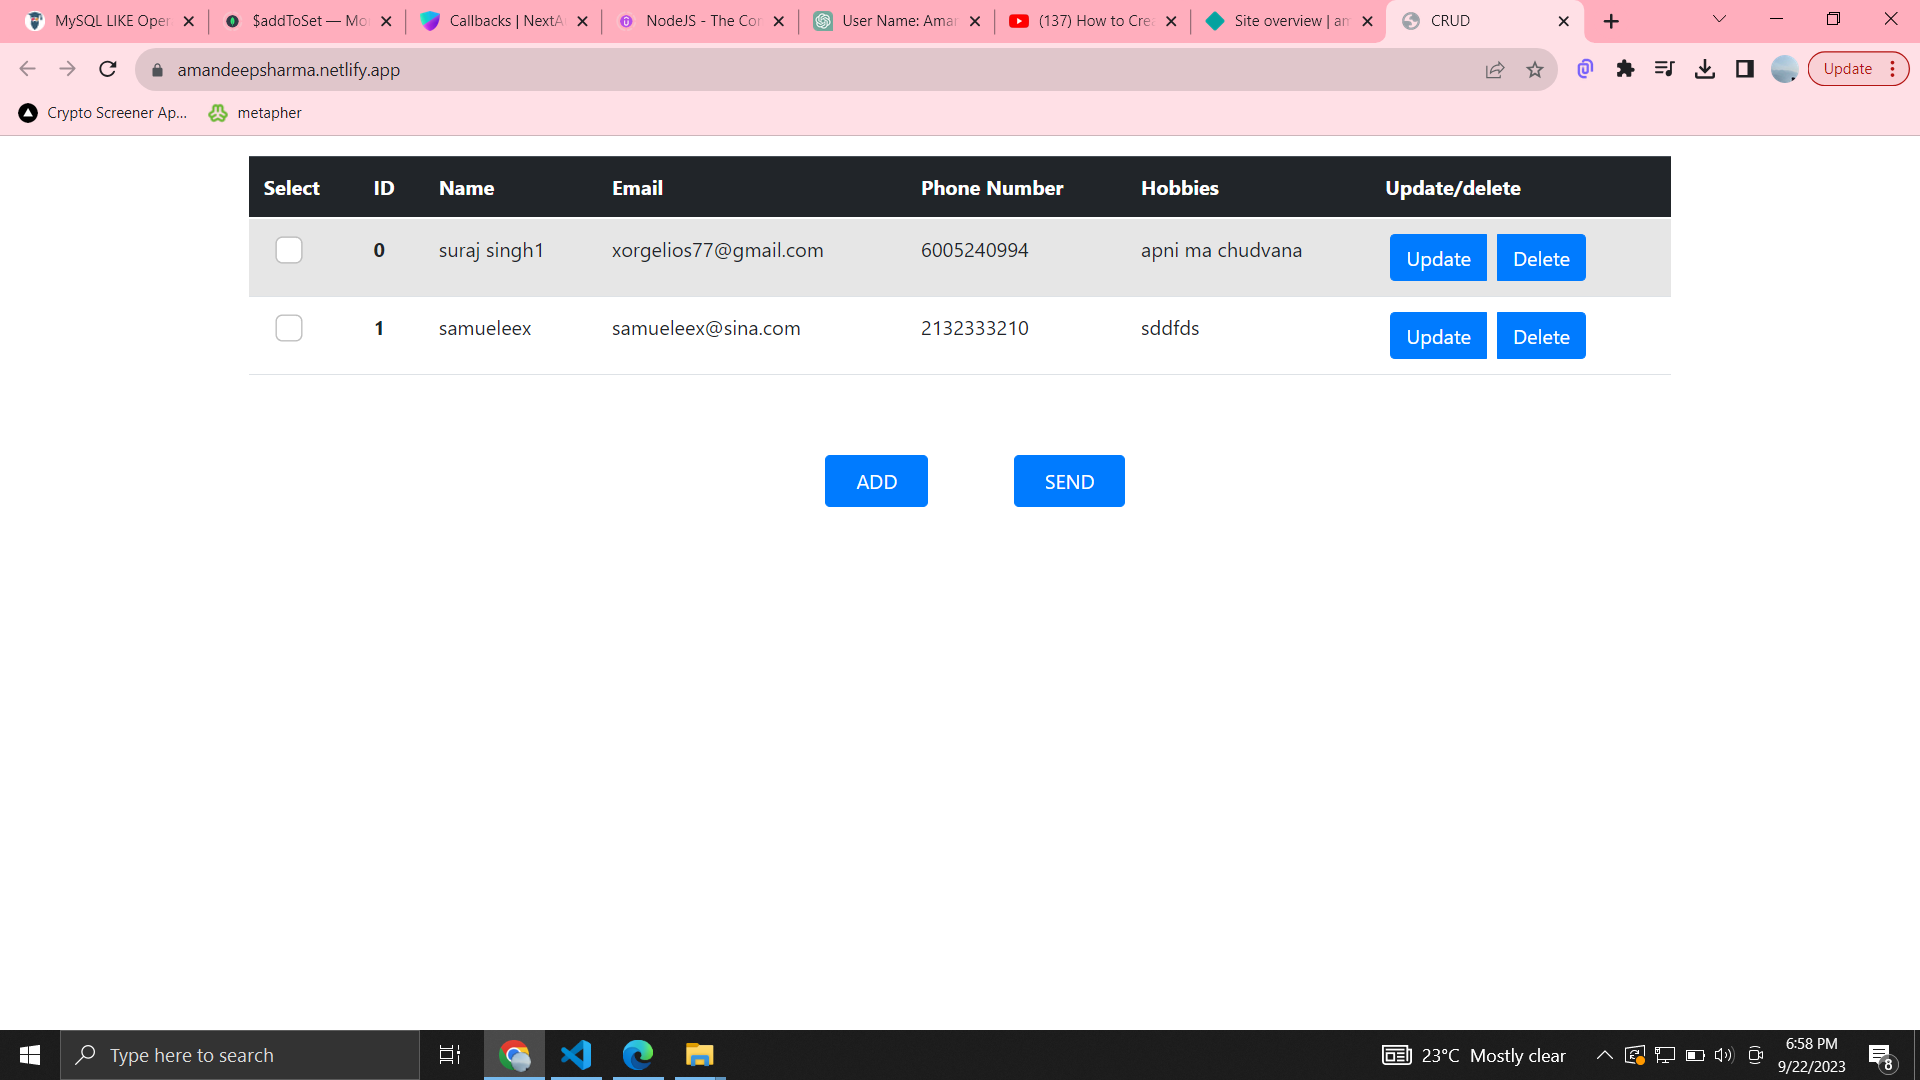 MySQL LIKE Oper
$addToSet — Mo
Callbacks | NextA
NodeJS - The Cor
User Name: Amar
(137) How to Crea
Site overview | am
CRUD
amandeepsharma.netlify.app
Update
Crypto Screener Ap...
metapher
Select ID Name Email Phone Number Hobbies Update/delete
0 suraj singh1 xorgelios77@gmail.com 6005240994 apni ma chudvana Update Delete
1 samueleex samueleex@sina.com 2132333210 sddfds Update Delete
ADD SEND
Type here to search
23°C Mostly clear
6:58 PM
9/22/2023
8